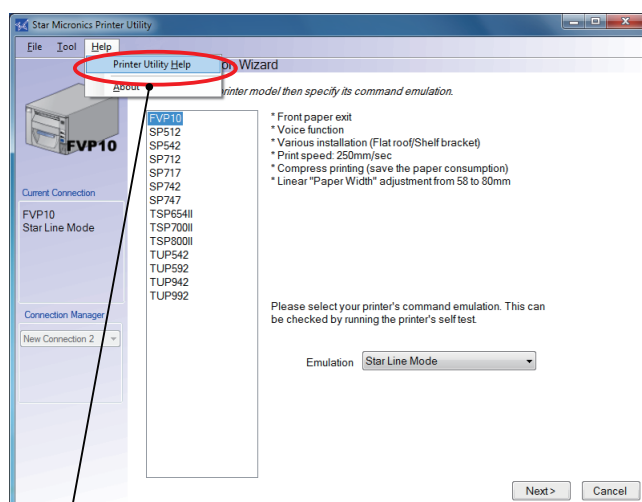 Star Micronics Printer Utility
File Tool Help
Printer Utility Help
About
or Wizard
printer model then specify its command emulation.
FVP10
Current Connection
FVP10
Star Line Mode
Connection Manager
New Connection 2
FVP10
SP512
SP542
SP712
SP717
SP742
SP747
TSP654II
TSP700II
TSP800II
TUP542
TUP592
TUP942
TUP992
* Front paper exit
* Voice function
* Various installation (Flat roof/Shelf bracket)
* Print speed: 250mm/sec
* Compress printing (save the paper consumption)
* Linear "Paper Width" adjustment from 58 to 80mm
Please select your printer's command emulation. This can
be checked by running the printer's self test.
Emulation Star Line Mode
Next > Cancel